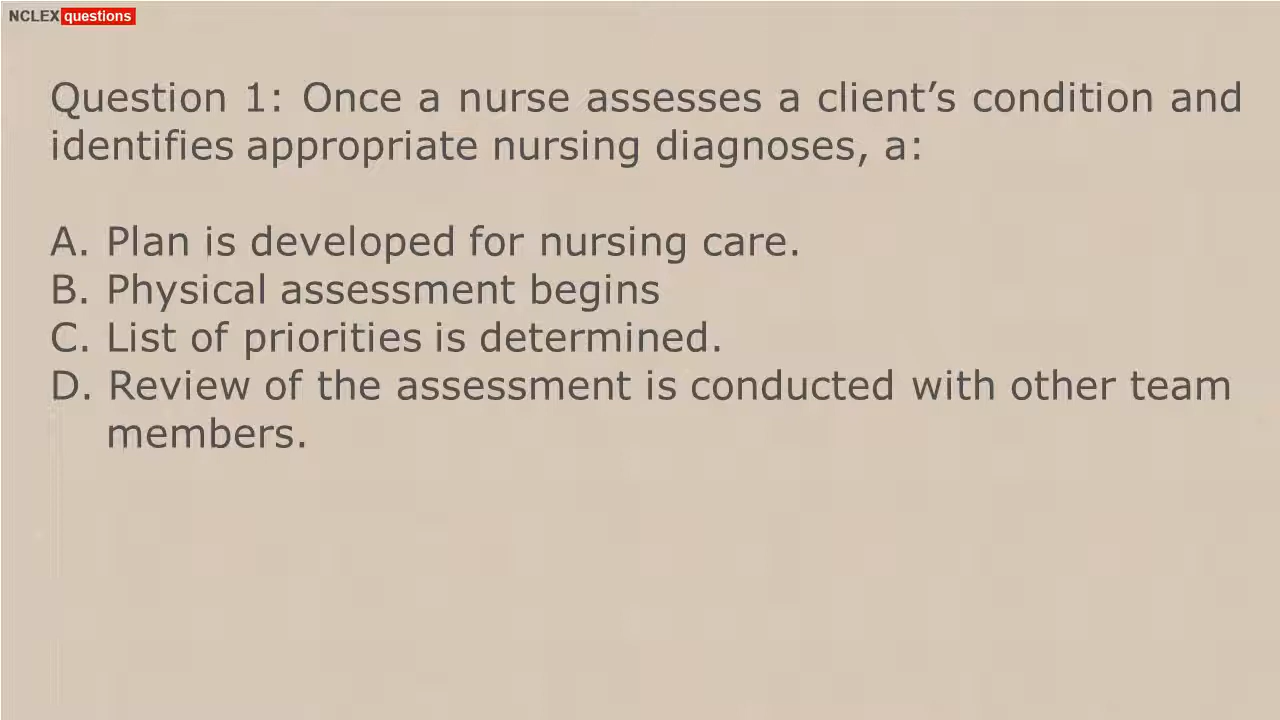 NCLEX questions
Question 1: Once a nurse assesses a client’s condition and
identifies appropriate nursing diagnoses, a:
A. Plan is developed for nursing care.
B. Physical assessment begins
C. List of priorities is determined.
D. Review of the assessment is conducted with other team
members.